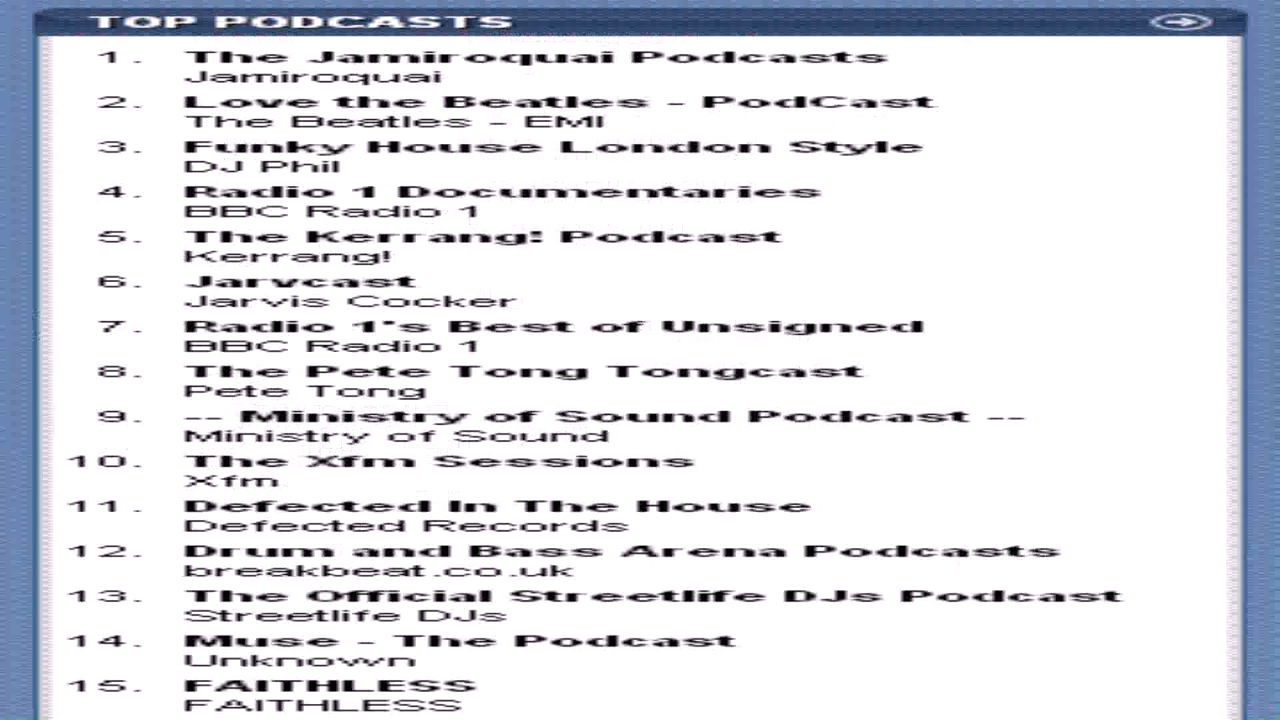 TOP PODCASTS
1. The Jamiroquai Podcasts
Jamiroquai
2. Love the Beatles - PodCast
The Beatles - EMI
3. Funky House London Style
DJ Phil
4. Radio 1 Documentaries
BBC Radio 1
5. The Kerrang! Podcast
Kerrang!
6. Jarvcast
Jarvis Cocker
7. Radio 1's Best of Unsigned
BBC Radio 1
8. The Pete Tong Tongcast
Pete Tong
9. -- Ministry of Sound Podcast --
Ministry of Sound
10. The Xfm Sessions
Xfm
11. Defected In The House
Defected Records
12. Drum and Bass Arena Podcasts
breakbeat.co.uk
13. The Official Streetlife DJs Podcast
Streetlife DJs
14. Muse - The Podcast
Unknown
15. FAITHLESS
FAITHLESS